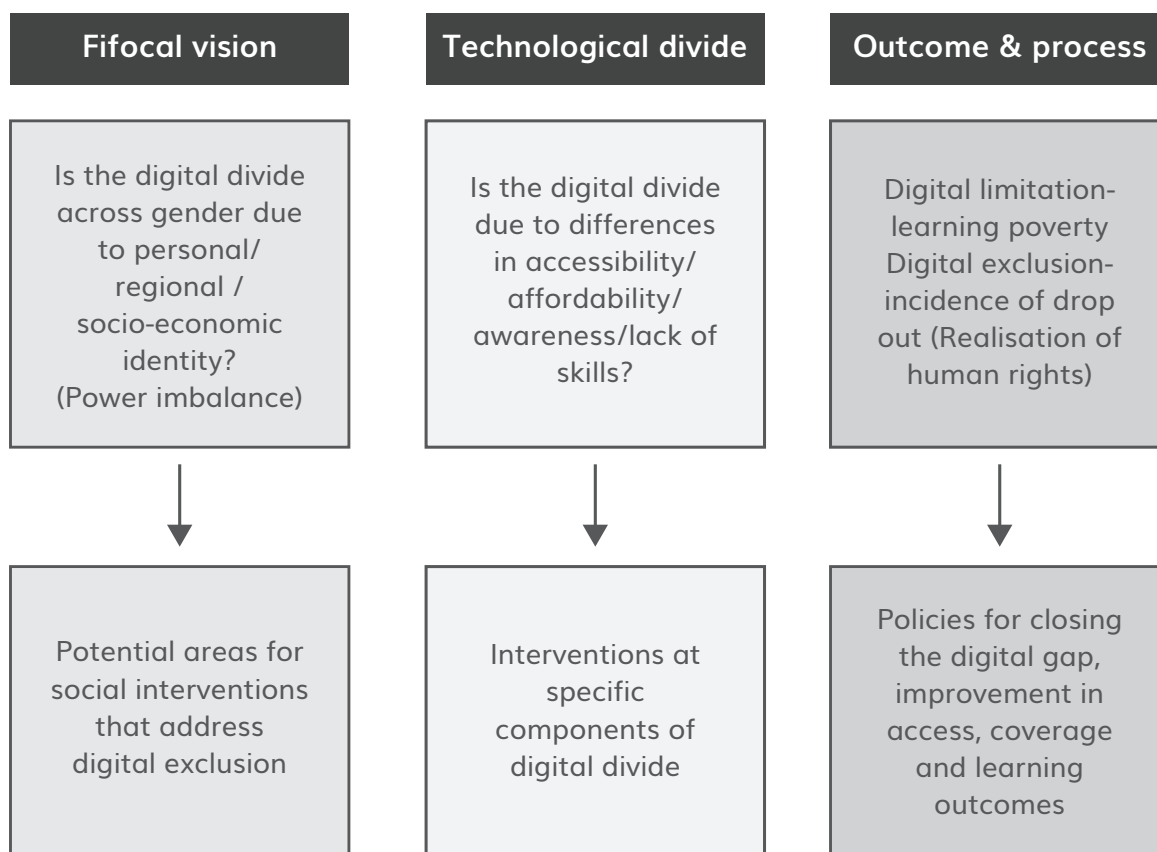 Fifocal vision
Technological divide
Outcome & process
Is the digital divide
across gender due
to personal/
regional /
socio-economic
identity?
(Power imbalance)
Is the digital divide
due to differences
in accessibility/
affordability/
awareness/lack of
skills?
Digital limitation-
learning poverty
Digital exclusion-
incidence of drop
out (Realisation of
human rights)
Potential areas for
social interventions
that address
digital exclusion
Interventions at
specific
components of
digital divide
Policies for closing
the digital gap,
improvement in
access, coverage
and learning
outcomes